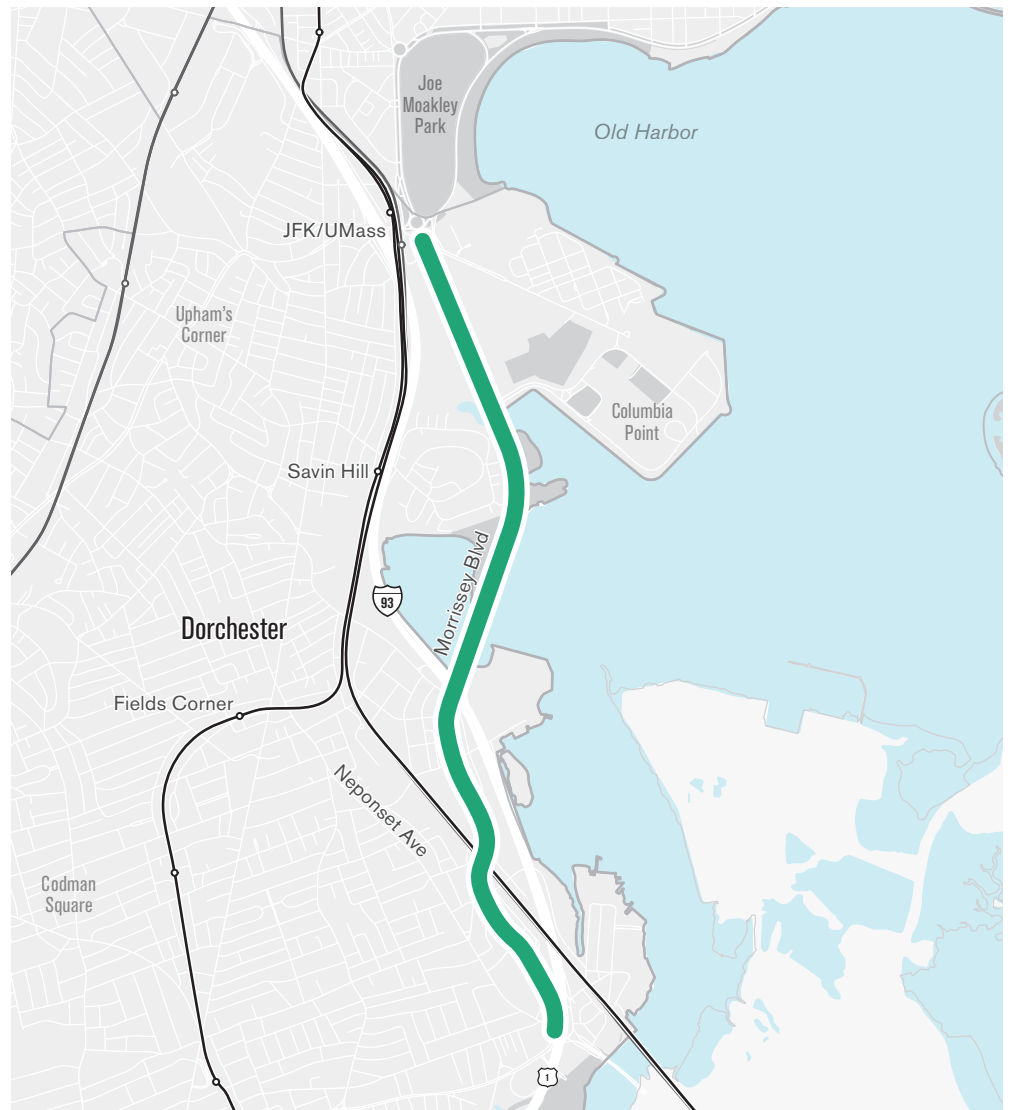 Joe
Moakley
Park
Old Harbor
JFK/UMass
Upham's
Corner
Columbia
Point
Savin Hill
Morrissey Blvd
93
Dorchester
Fields Corner
Neponset Ave
Codman
Square
1